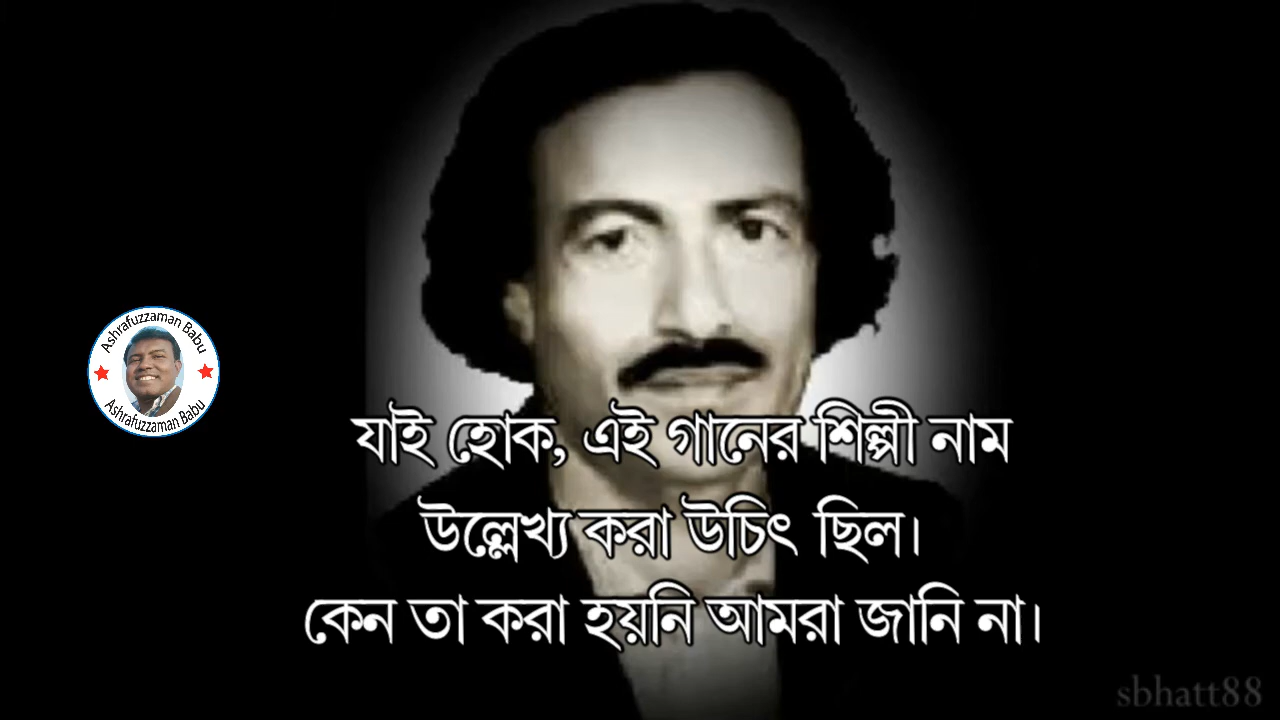 Ashrafuzzaman Babu
Ashrafuzzaman Babu
যাই হোক, এই গানের শিল্পী নাম
উল্লেখ্য করা উচিৎ ছিল।
কেন তা করা হয়নি আমরা জানি না।
sbhatt88